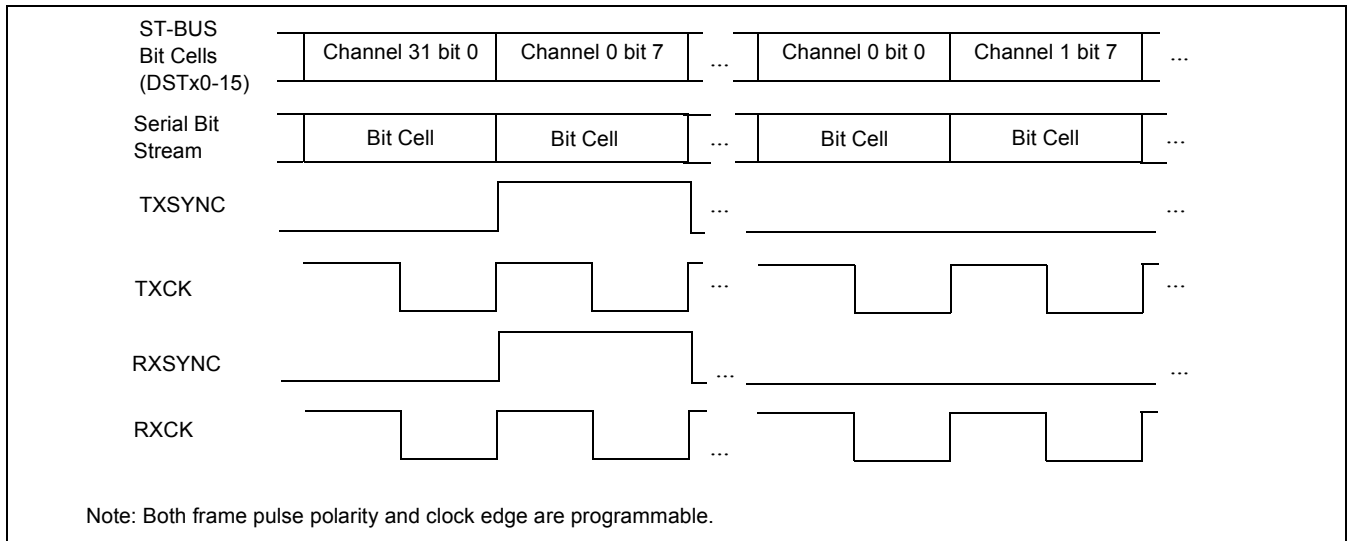 ST-BUS
Bit Cells
(DSTx0-15)
Channel 31 bit 0 Channel 0 bit 7 ... Channel 0 bit 0 Channel 1 bit 7 ...
Serial Bit
Stream
Bit Cell Bit Cell ... Bit Cell Bit Cell ...
TXSYNC ... ...
TXCK ... ...
RXSYNC ... ...
RXCK ... ...
Note: Both frame pulse polarity and clock edge are programmable.